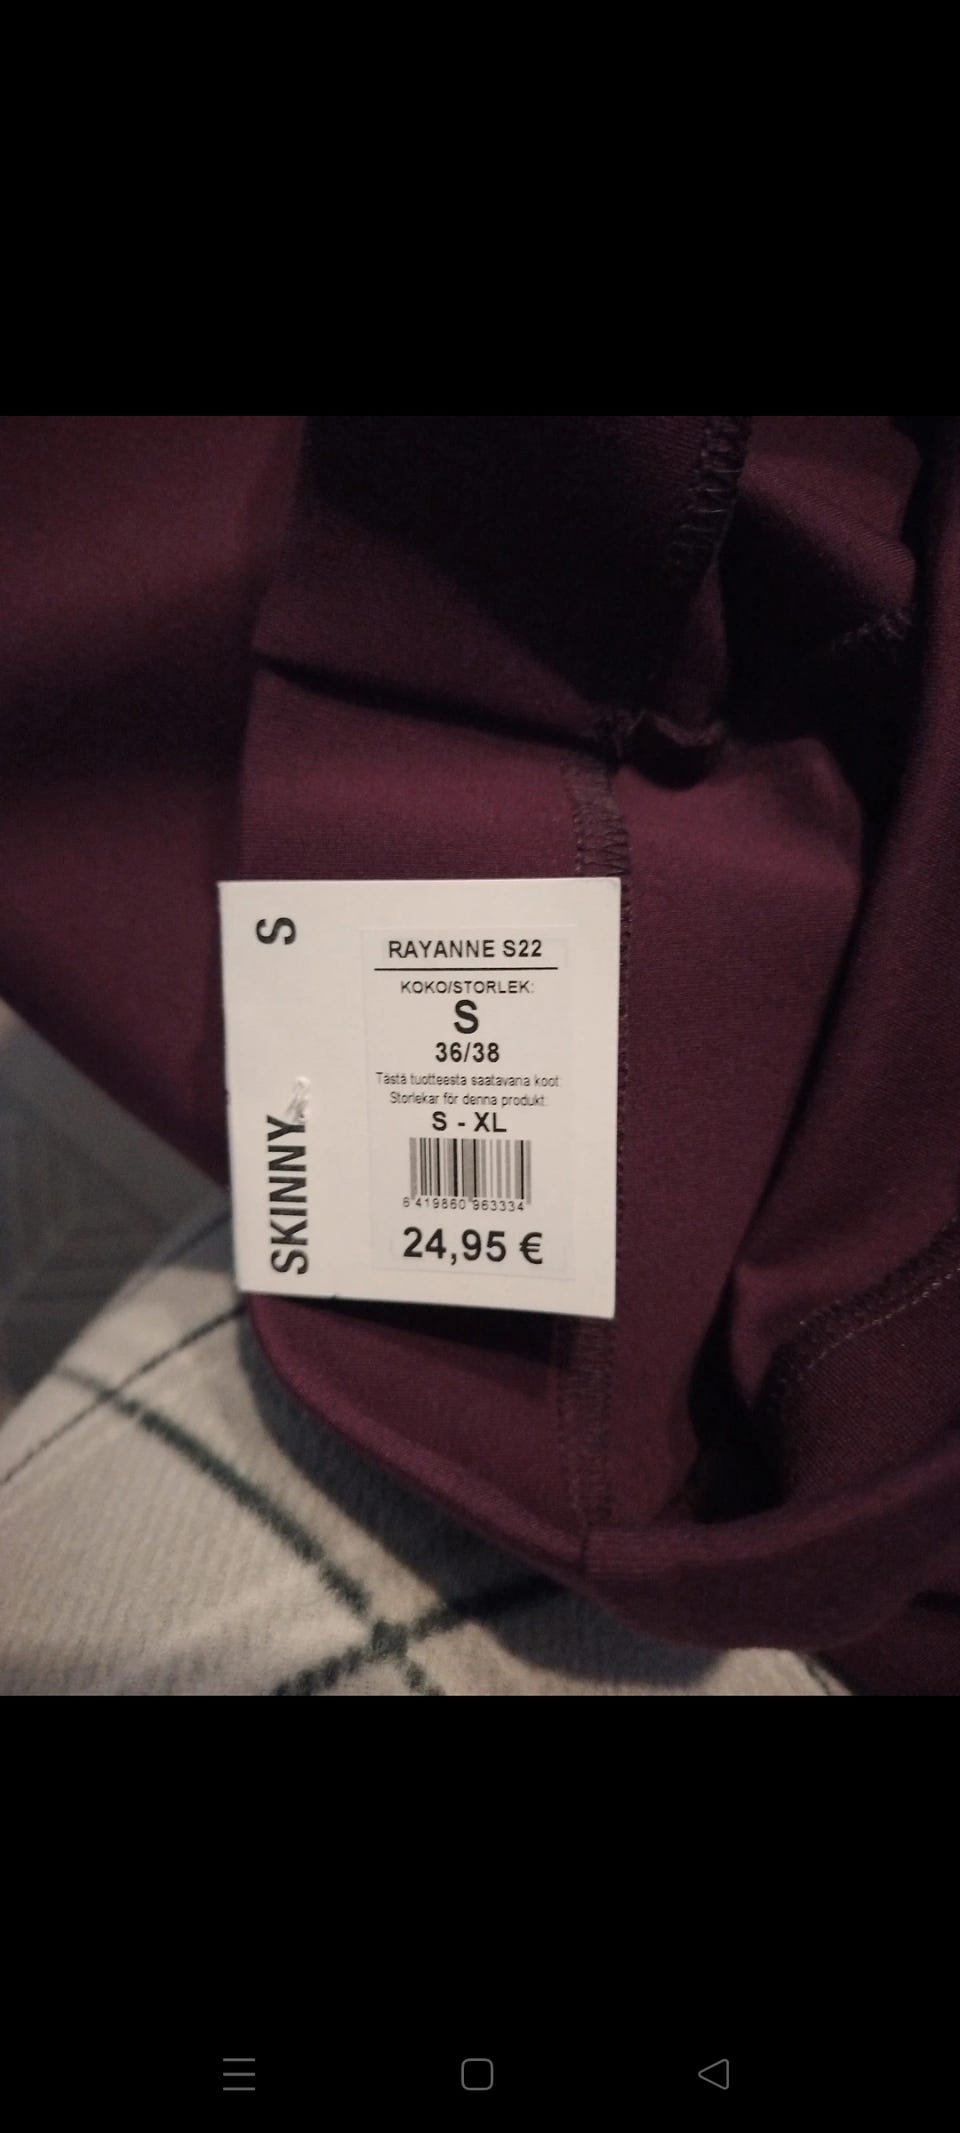 S
SKINNY
RAYANNE S22
KOKO/STORLEK:
S
36/38
Tästä tuotteesta saatavana koot:
Storlekar för denna produkt:
S - XL
6 419860 963334
24,95 €